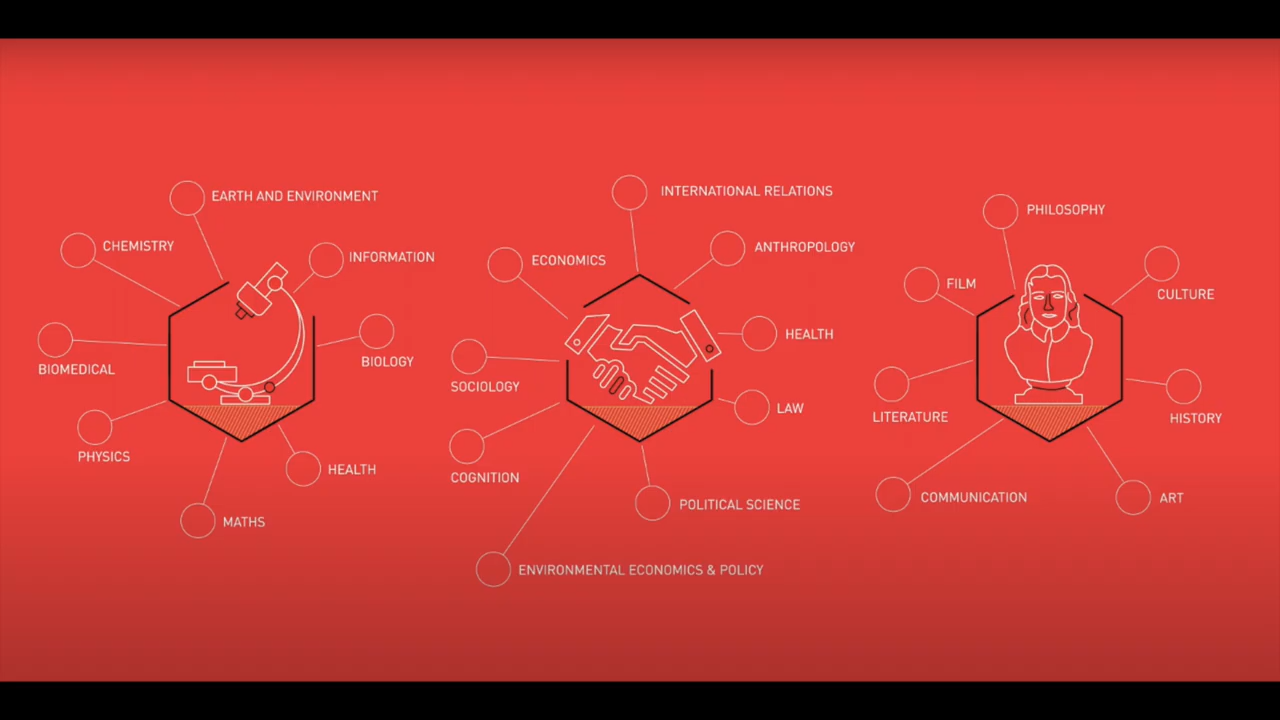 EARTH AND ENVIRONMENT
CHEMISTRY
INFORMATION
BIOMEDICAL
BIOLOGY
PHYSICS
HEALTH
MATHS
INTERNATIONAL RELATIONS
ANTHROPOLOGY
ECONOMICS
HEALTH
SOCIOLOGY
LAW
COGNITION
POLITICAL SCIENCE
ENVIRONMENTAL ECONOMICS & POLICY
PHILOSOPHY
FILM
CULTURE
LITERATURE
HISTORY
COMMUNICATION
ART